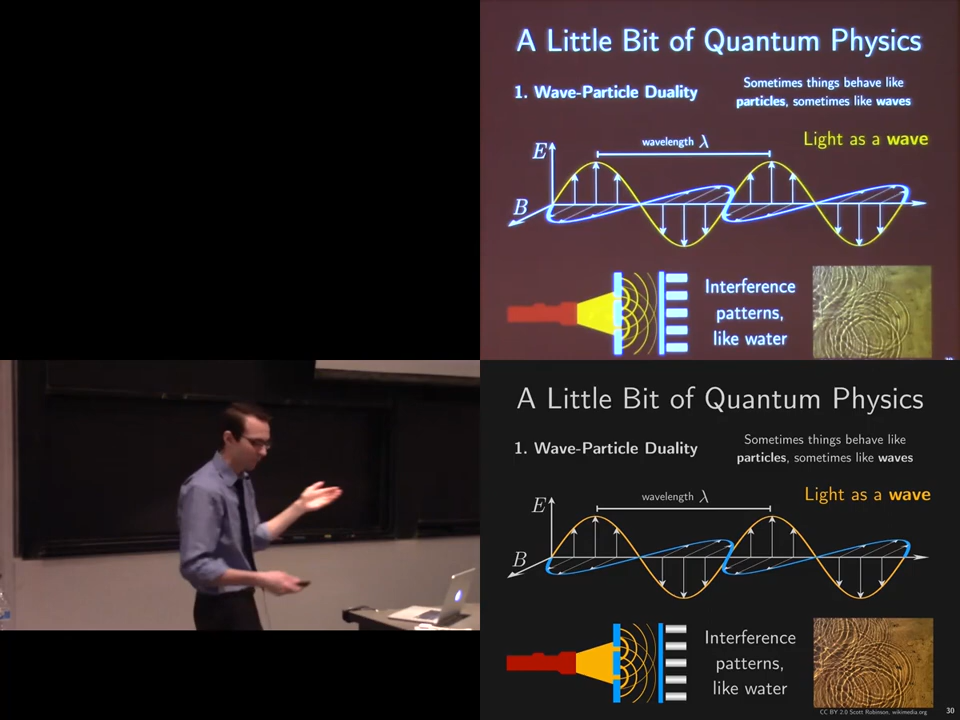 A Little Bit of Quantum Physics
1. Wave-Particle Duality
Sometimes things behave like
particles, sometimes like waves
Light as a wave
wavelength λ
E
B
Interference
patterns,
like water
A Little Bit of Quantum Physics
1. Wave-Particle Duality
Sometimes things behave like
particles, sometimes like waves
Light as a wave
wavelength λ
E
B
Interference
patterns,
like water
CC BY 2.0 Scott Robinson, wikimedia.org
30